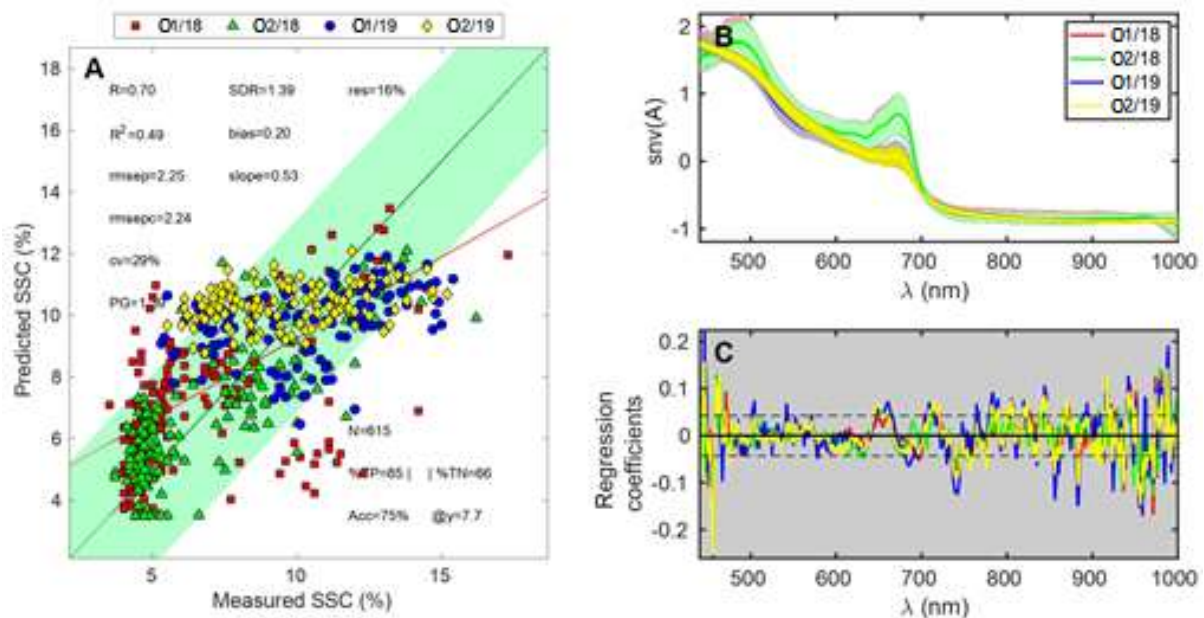 O1/18 O2/18 O1/19 O2/19
A
R=0.70 SDR=1.39 res=16%
R²=0.49 bias=0.20
rmsep=2.25 slope=0.53
rmsepc=2.24
cv=29%
N=615
%TP=85 | | %TN=66
Acc=75% @y=7.7
18
16
14
12
10
8
6
4
5 10 15
Predicted SSC (%)
Measured SSC (%)
B
O1/18
O2/18
O1/19
O2/19
2
1
0
-1
snv(A)
500 600 700 800 900 1000
λ (nm)
C
0.2
0.1
0
-0.1
-0.2
Regression
coefficients
500 600 700 800 900 1000
λ (nm)